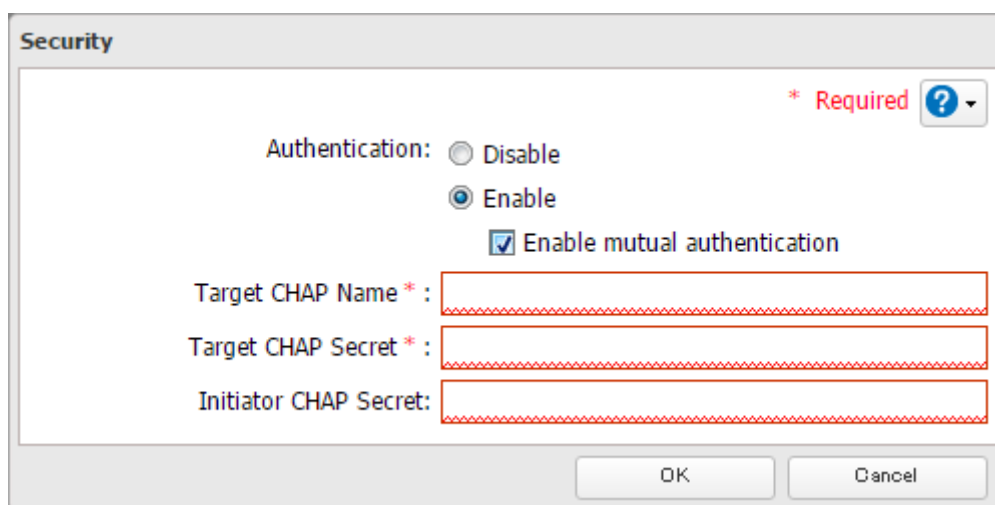 Security
* Required ?
Authentication: Disable
Enable
Enable mutual authentication
Target CHAP Name * :
Target CHAP Secret * :
Initiator CHAP Secret:
OK Cancel